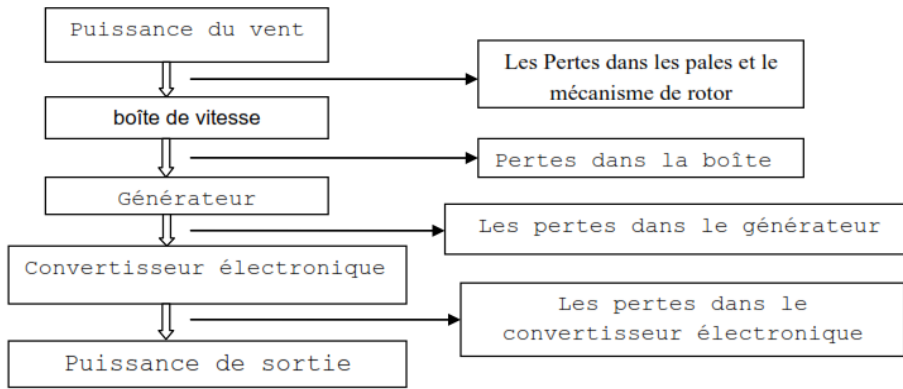 Puissance du vent
Les Pertes dans les pales et le
mécanisme de rotor
boîte de vitesse
Pertes dans la boîte
Générateur
Les pertes dans le générateur
Convertisseur électronique
Les pertes dans le
convertisseur électronique
Puissance de sortie